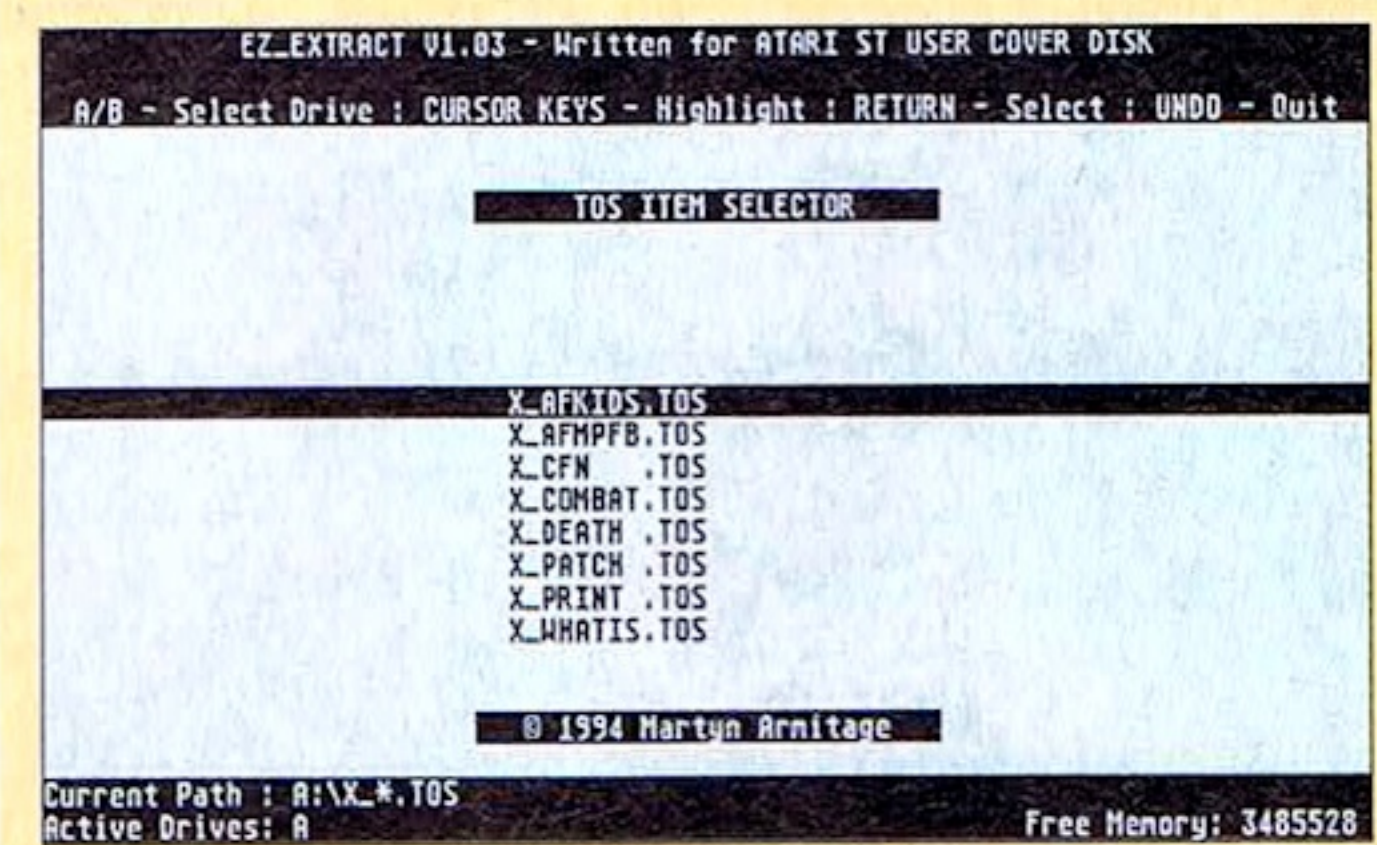 EZ_EXTRACT V1.03 - Written for ATARI ST USER COVER DISK
A/B - Select Drive : CURSOR KEYS - Highlight : RETURN - Select : UNDO - Quit
TOS ITEM SELECTOR
X_AFKIDS.TOS
X_AFMPFB.TOS
X_CFN   .TOS
X_COMBAT.TOS
X_DEATH .TOS
X_PATCH .TOS
X_PRINT .TOS
X_WHATIS.TOS
© 1994 Martyn Armitage
Current Path : A:\X_*.TOS
Active Drives: A
Free Memory: 3485528